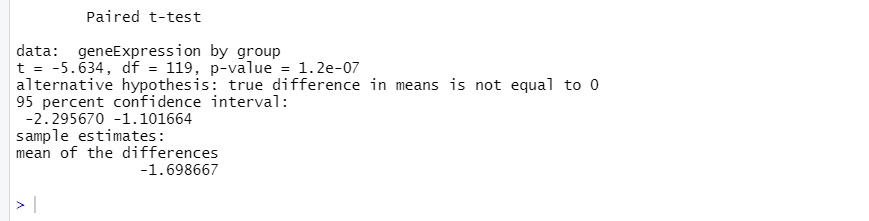 Paired t-test
data:  geneExpression by group
t = -5.634, df = 119, p-value = 1.2e-07
alternative hypothesis: true difference in means is not equal to 0
95 percent confidence interval:
 -2.295670 -1.101664
sample estimates:
mean of the differences
-1.698667
>